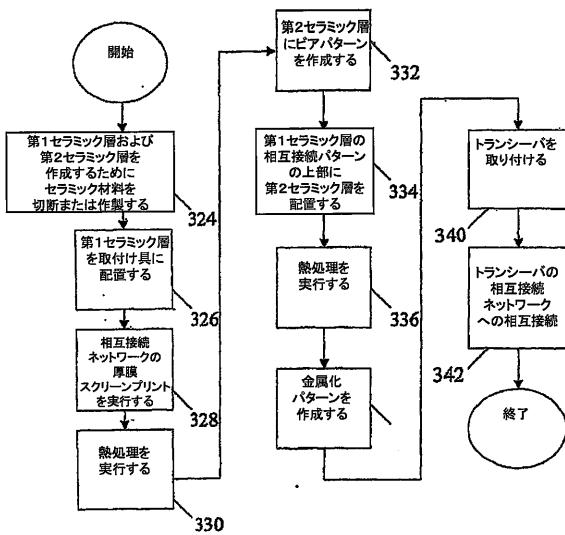 開始
第1セラミック層および
第2セラミック層を
作成するために
セラミック材料を
切断または作製する
324
第1セラミック層
を取付け具に
配置する
326
相互接続
ネットワークの
厚膜
スクリーンプリント
を実行する
328
熱処理を
実行する
330
第2セラミック層
にビアパターン
を作成する
332
第1セラミック層の
相互接続パターン
の上部に
第2セラミック層を
配置する
334
熱処理を
実行する
336
金属化
パターンを
作成する
トランシーバを
取り付ける
340
トランシーバの
相互接続
ネットワーク
への相互接続
342
終了